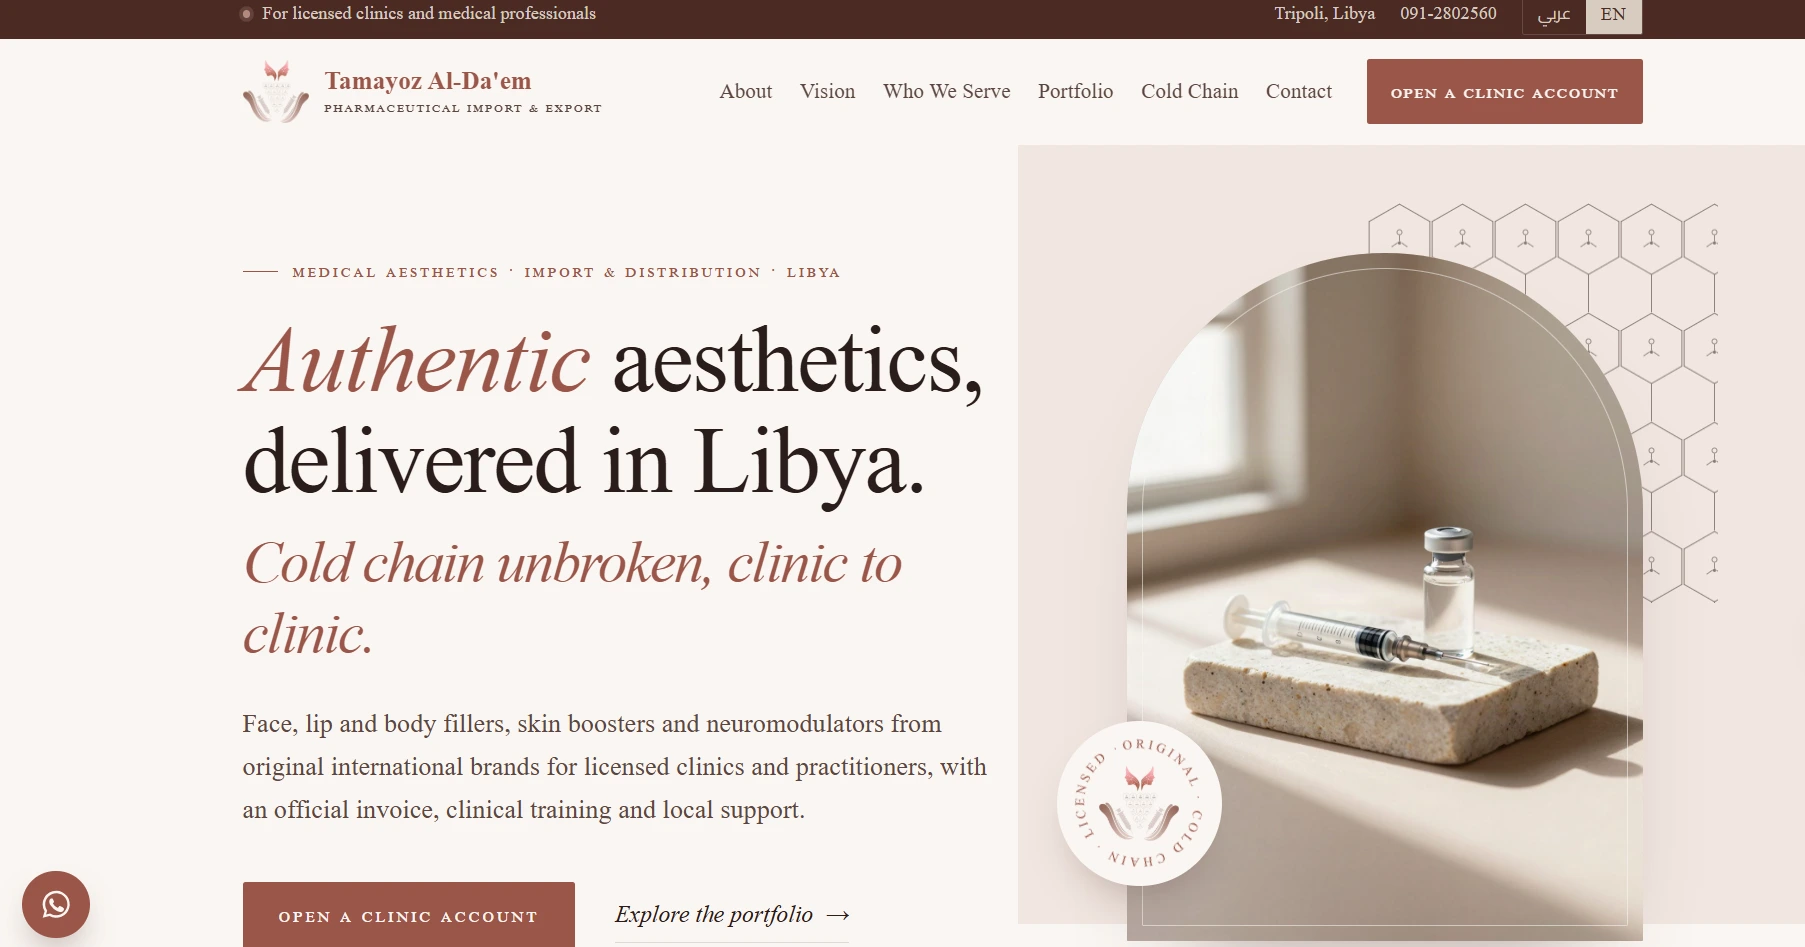 For licensed clinics and medical professionals
Tripoli, Libya
091-2802560
عربي
EN
Tamayoz Al-Da'em
PHARMACEUTICAL IMPORT & EXPORT
About
Vision
Who We Serve
Portfolio
Cold Chain
Contact
OPEN A CLINIC ACCOUNT
MEDICAL AESTHETICS · IMPORT & DISTRIBUTION · LIBYA
Authentic aesthetics,
delivered in Libya.
Cold chain unbroken, clinic to
clinic.
Face, lip and body fillers, skin boosters and neuromodulators from
original international brands for licensed clinics and practitioners, with
an official invoice, clinical training and local support.
ORIGINAL · COLD CHAIN · LICENSED ·
OPEN A CLINIC ACCOUNT
Explore the portfolio →